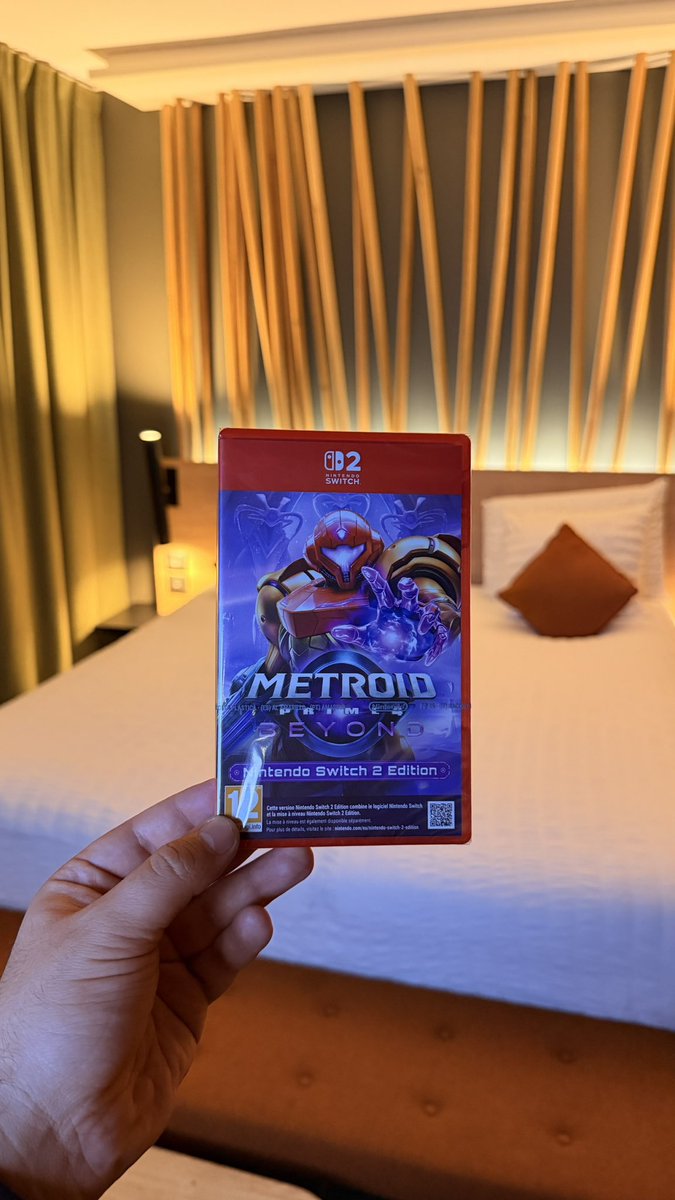 2
NINTENDO
SWITCH
METROID
PRIME 4
BEYOND
Nintendo Switch 2 Edition
12
.info
Cette version Nintendo Switch 2 Edition combine le logiciel Nintendo Switch
et la mise à niveau Nintendo Switch 2 Edition.
La mise à niveau est également disponible séparément.
Pour plus de détails, visitez le site : nintendo.com/eu/nintendo-switch-2-edition